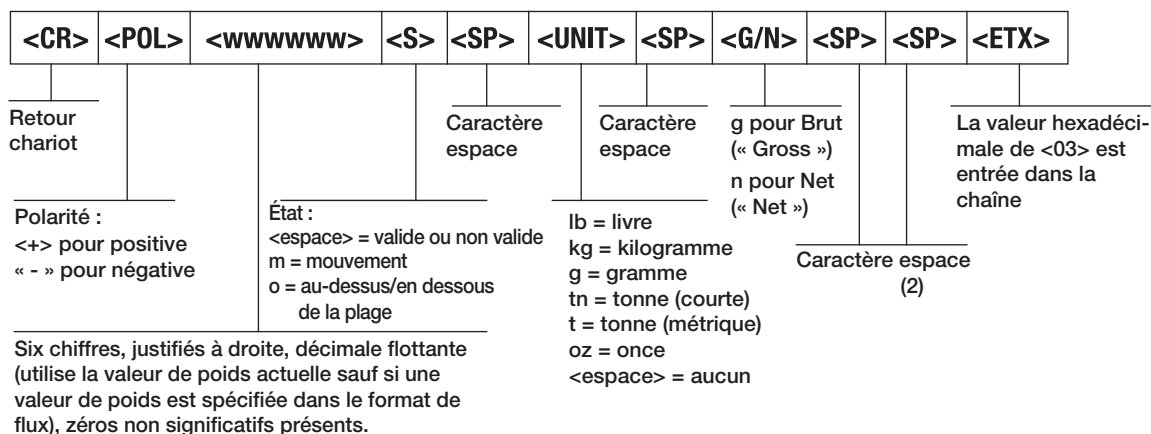 <CR> <POL> <wwwwww> <S> <SP> <UNIT> <SP> <G/N> <SP> <SP> <ETX>
Retour
chariot
Polarité :
<+> pour positive
« - » pour négative
Six chiffres, justifiés à droite, décimale flottante
(utilise la valeur de poids actuelle sauf si une
valeur de poids est spécifiée dans le format de
flux), zéros non significatifs présents.
État :
<espace> = valide ou non valide
m = mouvement
o = au-dessus/en dessous
de la plage
Caractère
espace
lb = livre
kg = kilogramme
g = gramme
tn = tonne (courte)
t = tonne (métrique)
oz = once
<espace> = aucun
Caractère
espace
g pour Brut
(« Gross »)
n pour Net
(« Net »)
Caractère espace
(2)
La valeur hexadéci-
male de <03> est
entrée dans la
chaîne